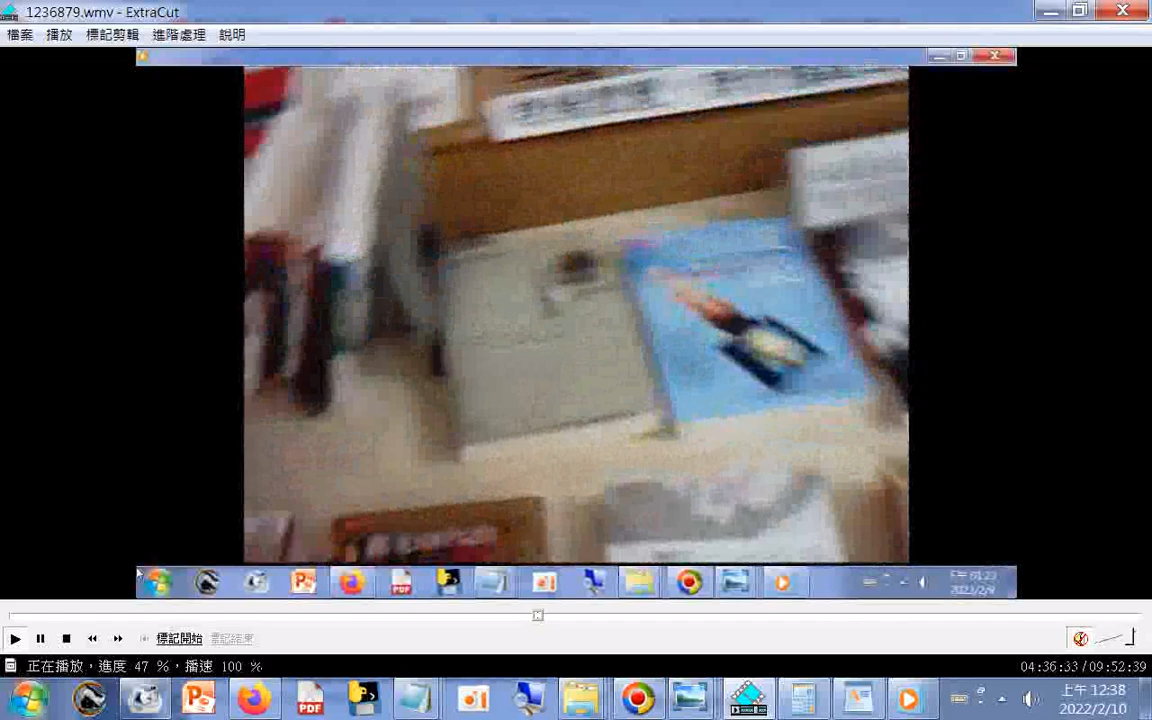 1236879.wmv - ExtraCut
檔案 播放 標記剪輯 進階處理 說明
標記開始 標記結束
正在播放，進度 47 %，播速 100 %
04:36:33 / 09:52:39
上午 12:38
2022/2/10